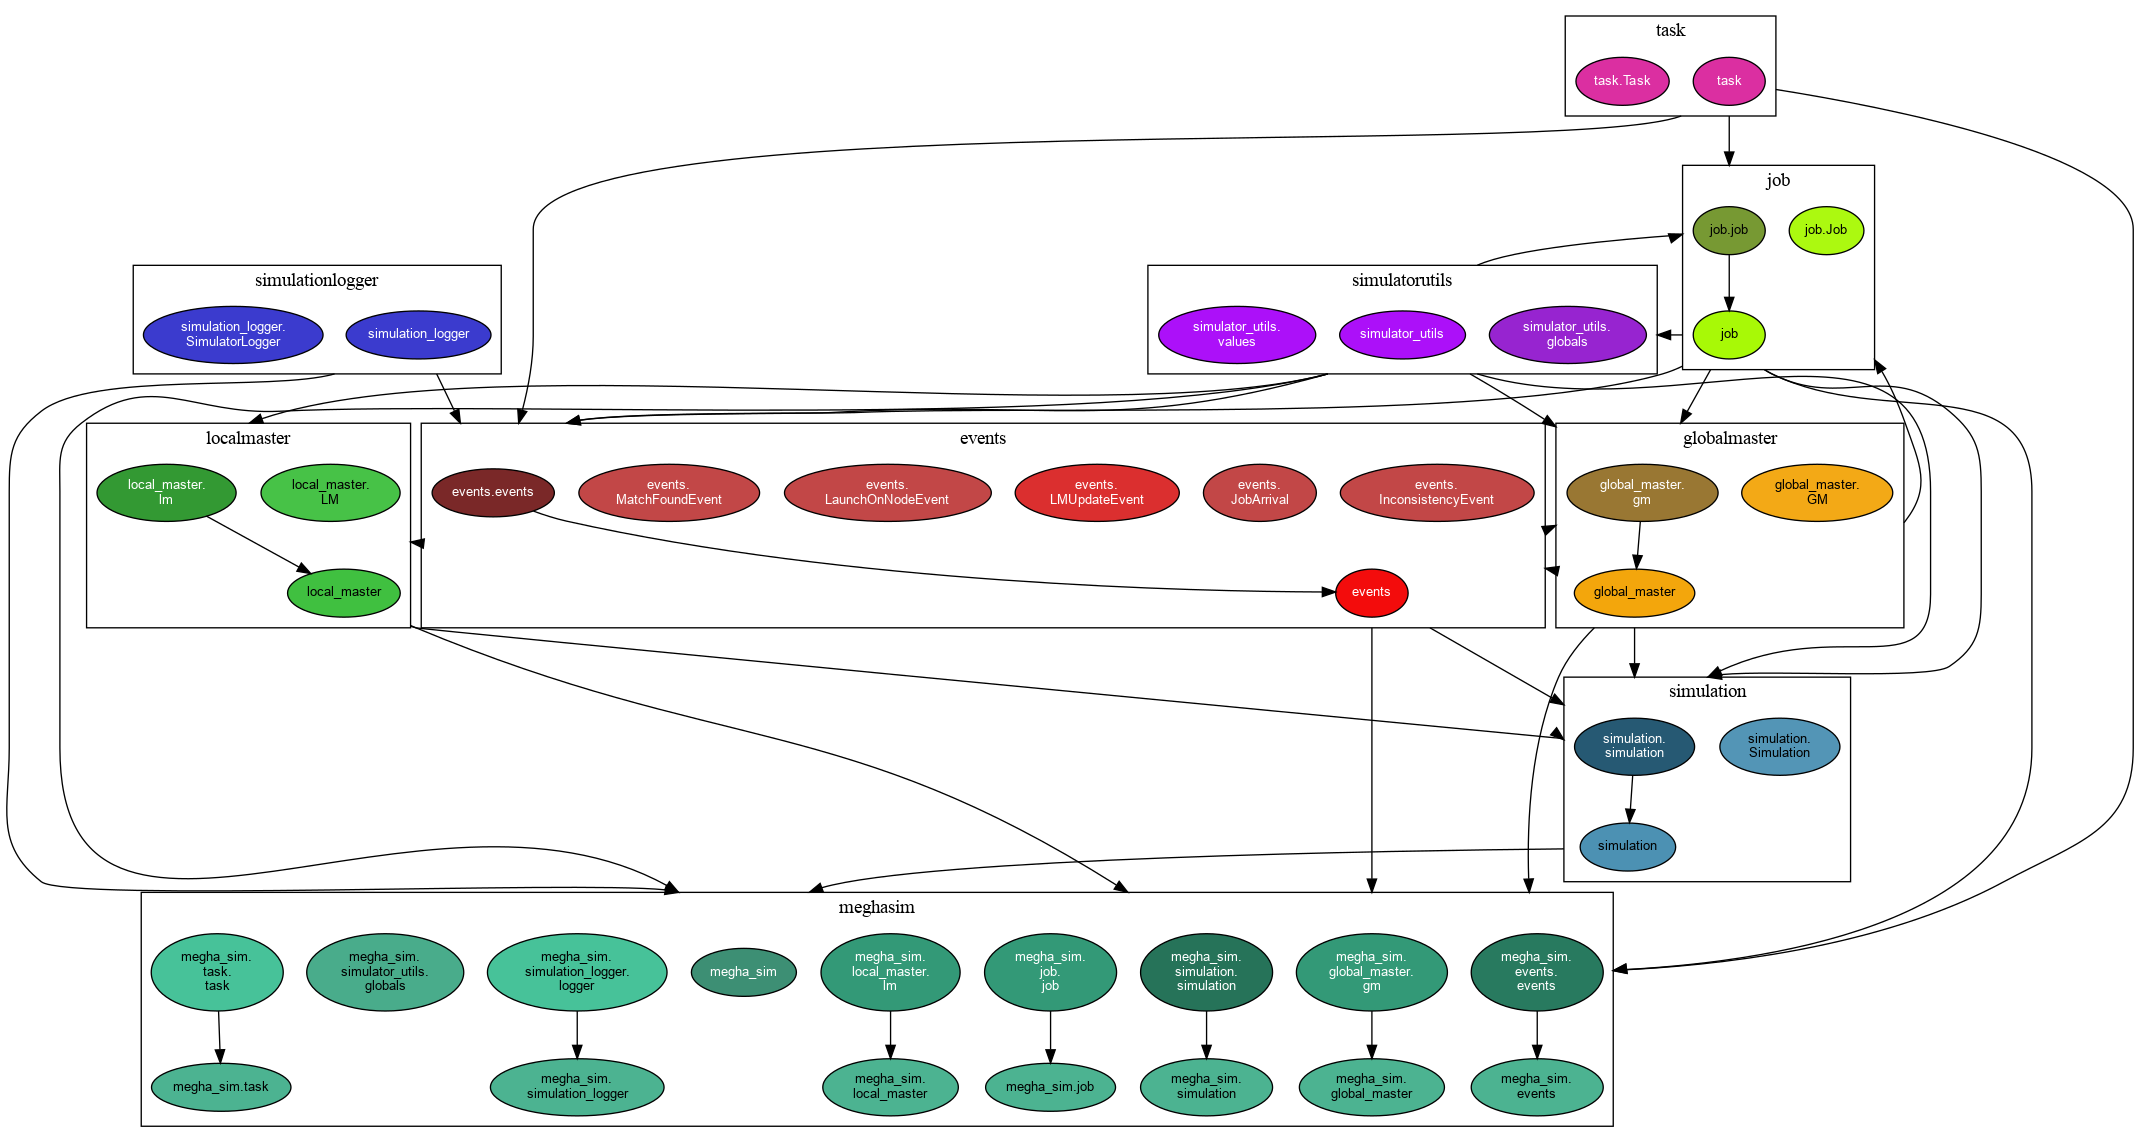 task
task.Task
task
job
job.job
job.Job
job
simulationlogger
simulation_logger.
SimulatorLogger
simulation_logger
simulatorutils
simulator_utils.
values
simulator_utils
simulator_utils.
globals
localmaster
local_master.
lm
local_master.
LM
local_master
events
events.events
events.
MatchFoundEvent
events.
LaunchOnNodeEvent
events.
LMUpdateEvent
events.
JobArrival
events.
InconsistencyEvent
events
globalmaster
global_master.
gm
global_master.
GM
global_master
simulation
simulation.
simulation
simulation.
Simulation
simulation
meghasim
megha_sim.
task.
task
megha_sim.
simulator_utils.
globals
megha_sim.
simulation_logger.
logger
megha_sim
megha_sim.
local_master.
lm
megha_sim.
job.
job
megha_sim.
simulation.
simulation
megha_sim.
global_master.
gm
megha_sim.
events.
events
megha_sim.task
megha_sim.
simulation_logger
megha_sim.
local_master
megha_sim.job
megha_sim.
simulation
megha_sim.
global_master
megha_sim.
events